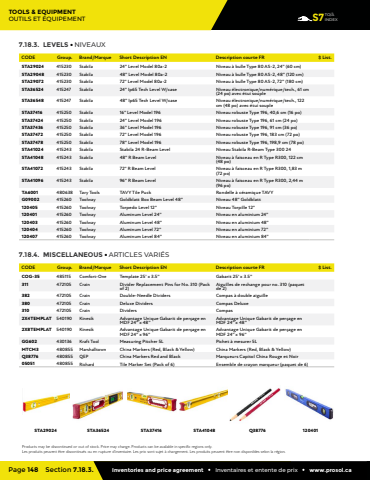 TOOLS & EQUIPMENT
OUTILS ET ÉQUIPEMENT
S7 TOOL INDEX
7.18.3. LEVELS • NIVEAUX
CODE Group. Brand/Marque Short Description EN Description courte FR $ List.
STA29024 415230 Stabila 24" Level Model 80a-2 Niveau à bulle Type 80 AS-2, 24" (60 cm)
STA29048 415230 Stabila 48" Level Model 80a-2 Niveau à bulle Type 80 AS-2, 48" (120 cm)
STA29072 415230 Stabila 72" Level Model 80a-2 Niveau à bulle Type 80 AS-2, 72" (180 cm)
STA36524 415247 Stabila 24" Ip65 Tech Level W/case Niveau électronique/numérique/tech., 61 cm
(24 po) avec étui souple
STA36548 415247 Stabila 48" Ip65 Tech Level W/case Niveau électronique/numérique/tech., 122
cm (48 po) avec étui souple
STA37416 415250 Stabila 16" Level Model 196 Niveau robuste Type 196, 40,6 cm (16 po)
STA37424 415250 Stabila 24" Level Model 196 Niveau robuste Type 196, 61 cm (24 po)
STA37436 415250 Stabila 36" Level Model 196 Niveau robuste Type 196, 91 cm (36 po)
STA37472 415250 Stabila 72" Level Model 196 Niveau robuste Type 196, 183 cm (72 po)
STA37478 415250 Stabila 78" Level Model 196 Niveau robuste Type 196, 198,9 cm (78 po)
STA41024 415243 Stabila Stabila 24 R-Beam Level Niveau Stabila R-Beam Type 300 24
STA41048 415243 Stabila 48" R Beam Level Niveau à faisceau en R Type R300, 122 cm
(48 po)
STA41072 415243 Stabila 72" R Beam Level Niveau à faisceau en R Type R300, 1,83 m
(72 po)
STA41096 415243 Stabila 96" R Beam Level Niveau à faisceau en R Type R300, 2,44 m
(96 po)
TA6001 480638 Tavy Tools TAVY Tile Puck Rondelle à céramique TAVY
G09002 415260 Toolway Goldblatt Box Beam Level 48" Niveau 48" Goldblatt
120405 415260 Toolway Torpedo Level 12" Niveau Torpille 12"
120401 415260 Toolway Aluminum Level 24" Niveau en aluminium 24"
120403 415260 Toolway Aluminum Level 48" Niveau en aluminium 48"
120404 415260 Toolway Aluminum Level 72" Niveau en aluminium 72"
120407 415260 Toolway Aluminum Level 84" Niveau en aluminium 84"
7.18.4. MISCELLANEOUS • ARTICLES VARIÉS
CODE Group. Brand/Marque Short Description EN Description courte FR $ List.
COG-35 485115 Comfort-One Template 25' x 3.5" Gabarit 25' x 3.5"
311 472105 Crain Divider Replacement Pins for No. 310 (Pack
of 2) Aiguilles de rechange pour no. 310 (paquet
de 2)
382 472105 Crain Double-Needle Dividers Compas à double aiguille
380 472105 Crain Deluxe Dividers Compas Deluxe
310 472105 Crain Dividers Compas
2X4TEMPLAT 540190 Kinesik Advantage Unique Gabarit de perçage en
MDF 24" x 48" Advantage Unique Gabarit de perçage en
MDF 24" x 48"
2X8TEMPLAT 540190 Kinesik Advantage Unique Gabarit de perçage en
MDF 24" x 96" Advantage Unique Gabarit de perçage en
MDF 24" x 96"
GG602 430136 Kraft Tool Measuring Pitcher 5L Pichet à mesurer 5L
MTCM3 480855 Marshalltown China Markers (Red, Black & Yellow) China Markers (Red, Black & Yellow)
QE8776 480855 QEP China Markers Red and Black Marqueurs Capitol China Rouge et Noir
05051 480855 Richard Tile Marker Set (Pack of 6) Ensemble de crayon marqueur (paquet de 6)
STA29024 STA36524 STA37416 STA41048 QE8776 120401
Products may be discontinued or out of stock. Price may change. Products can be available in specific regions only.
Les produits peuvent être discontinués ou en rupture d'inventaire. Les prix sont sujet à changement. Les produits peuvent être non disponibles selon la région.
Page 148 Section 7.18.3. Inventories and price agreement • Inventaires et entente de prix • www.prosol.ca